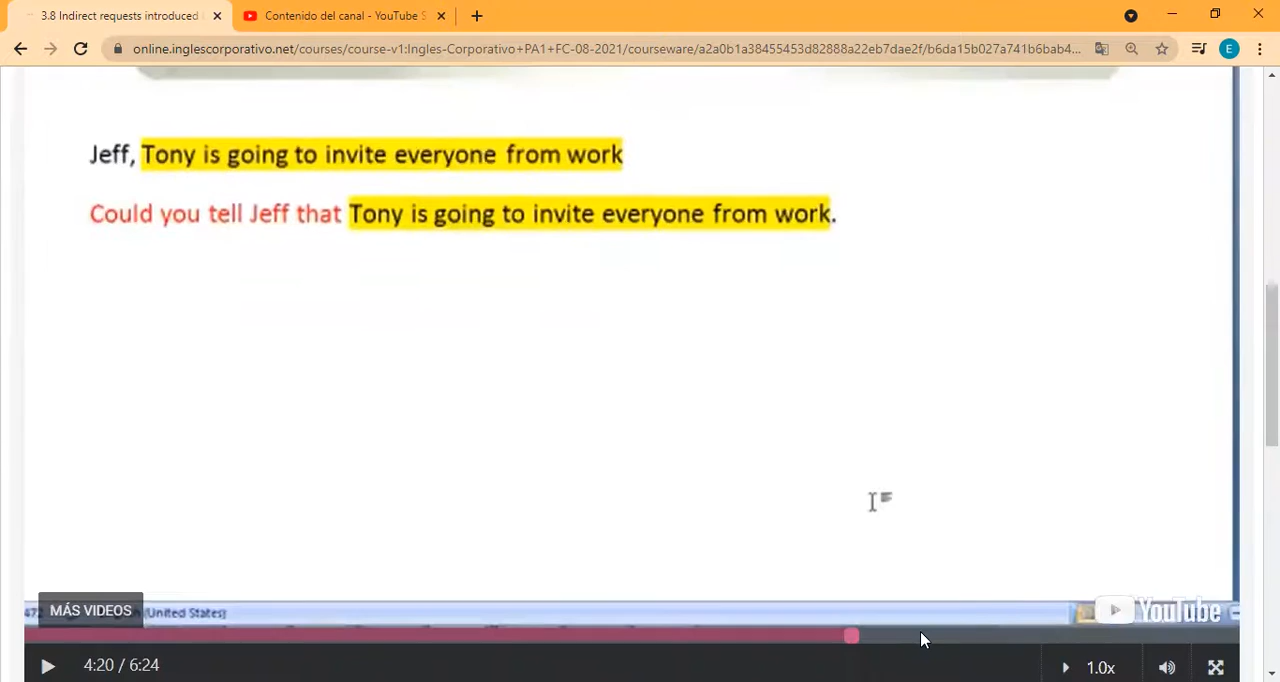 3.8 Indirect requests introduced
Contenido del canal - YouTube S
online.inglescorporativo.net/courses/course-v1:Ingles-Corporativo+PA1+FC-08-2021/courseware/a2a0b1a38455453d82888a22eb7dae2f/b6da15b027a741b6bab4...
E
Jeff, Tony is going to invite everyone from work
Could you tell Jeff that Tony is going to invite everyone from work.
MÁS VIDEOS
(United States)
YouTube
4:20 / 6:24
1.0x